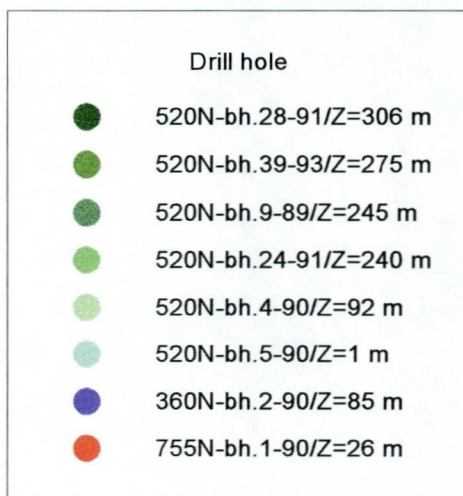 Drill hole
520N-bh.28-91/Z=306 m
520N-bh.39-93/Z=275 m
520N-bh.9-89/Z=245 m
520N-bh.24-91/Z=240 m
520N-bh.4-90/Z=92 m
520N-bh.5-90/Z=1 m
360N-bh.2-90/Z=85 m
755N-bh.1-90/Z=26 m